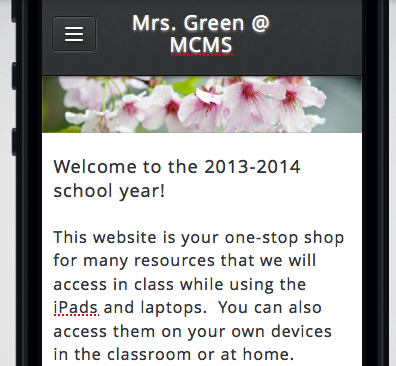 Mrs. Green @
MCMS
Welcome to the 2013-2014
school year!
This website is your one-stop shop
for many resources that we will
access in class while using the
iPads and laptops.  You can also
access them on your own devices
in the classroom or at home.